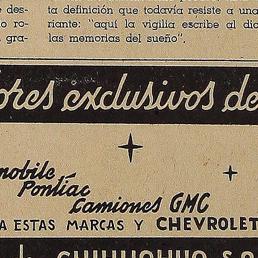 des-
ta definición que todavía resiste a una
ro-
riante: "aquí la vigilia escribe al dic
gra-
las memorias del sueño".
ores exclusivos de
mobile
Pontiac
Camiones GMC
A ESTAS MARCAS Y CHEVROLET